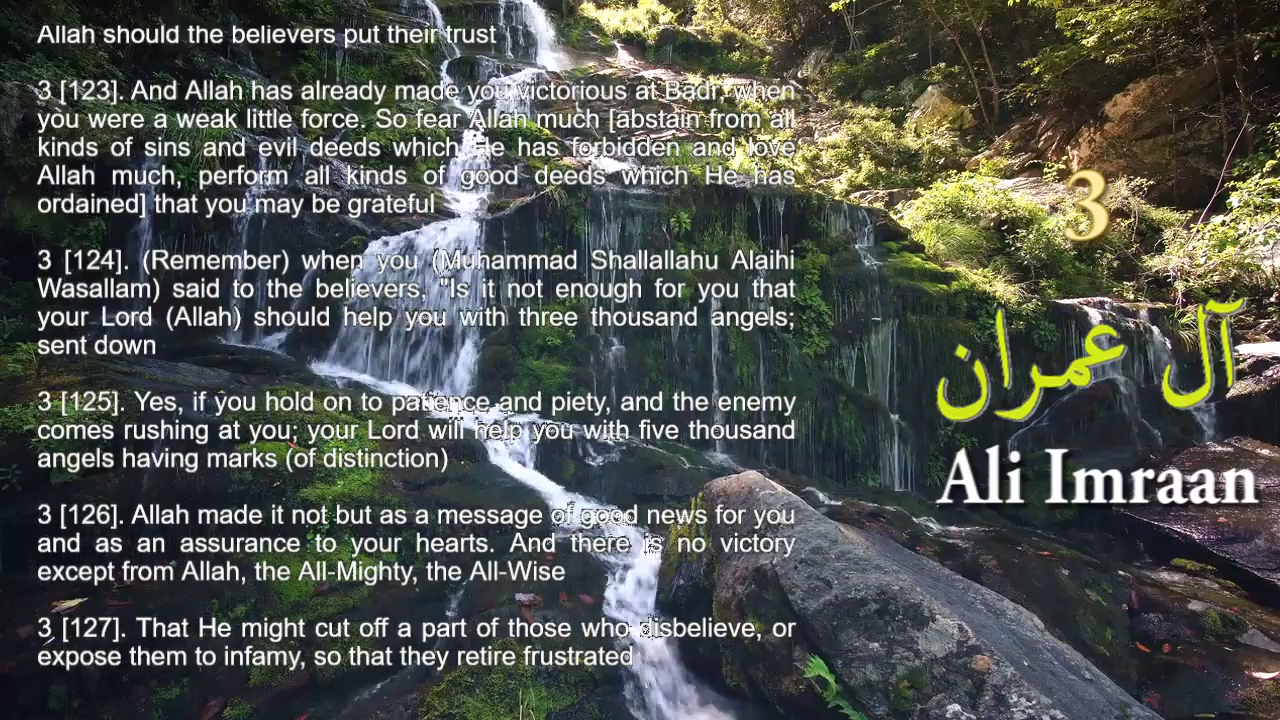 Allah should the believers put their trust
3 [123]. And Allah has already made you victorious at Badr, when
you were a weak little force. So fear Allah much [abstain from all
kinds of sins and evil deeds which He has forbidden and love
Allah much, perform all kinds of good deeds which He has
ordained] that you may be grateful
3 [124]. (Remember) when you (Muhammad Shallallahu Alaihi
Wasallam) said to the believers, "Is it not enough for you that
your Lord (Allah) should help you with three thousand angels;
sent down
3 [125]. Yes, if you hold on to patience and piety, and the enemy
comes rushing at you; your Lord will help you with five thousand
angels having marks (of distinction)
3 [126]. Allah made it not but as a message of good news for you
and as an assurance to your hearts. And there is no victory
except from Allah, the All-Mighty, the All-Wise
3 [127]. That He might cut off a part of those who disbelieve, or
expose them to infamy, so that they retire frustrated
3
آل عمران
Ali Imraan